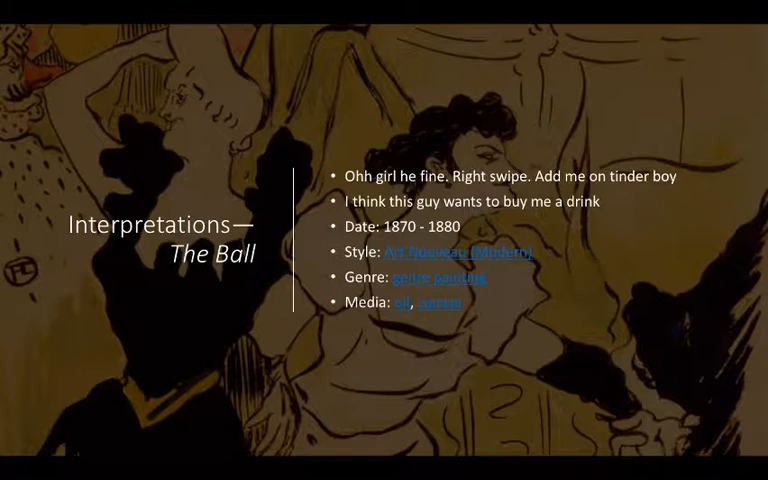 Interpretations—
The Ball
• Ohh girl he fine. Right swipe. Add me on tinder boy
• I think this guy wants to buy me a drink
• Date: 1870 - 1880
• Style: Art Nouveau (Modern)
• Genre: genre painting
• Media: oil, canvas